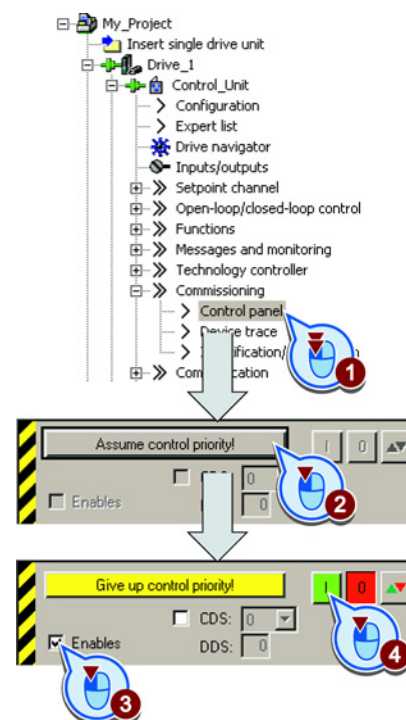 My_Project
Insert single drive unit
Drive_1
Control_Unit
Configuration
Expert list
Drive navigator
Inputs/outputs
Setpoint channel
Open-loop/closed-loop control
Functions
Messages and monitoring
Technology controller
Commissioning
Control panel
1
Device trace
Assume control priority!
I 0
0
2
Enables
0
Give up control priority!
I 0
CDS: 0
4
Enables
DDS: 0
3